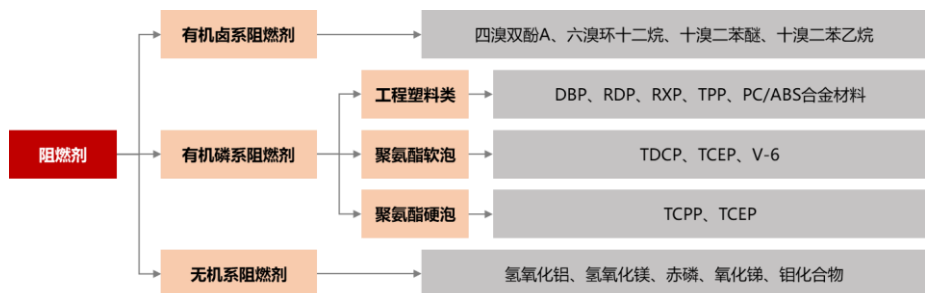 有机卤系阻燃剂
四溴双酚A、六溴环十二烷、十溴二苯醚、十溴二苯乙烷
工程塑料类
DBP、RDP、RXP、TPP、PC/ABS合金材料
阻燃剂
有机磷系阻燃剂
聚氨酯软泡
TDCP、TCEP、V-6
聚氨酯硬泡
TCPP、TCEP
无机系阻燃剂
氢氧化铝、氢氧化镁、赤磷、氧化锑、钼化合物